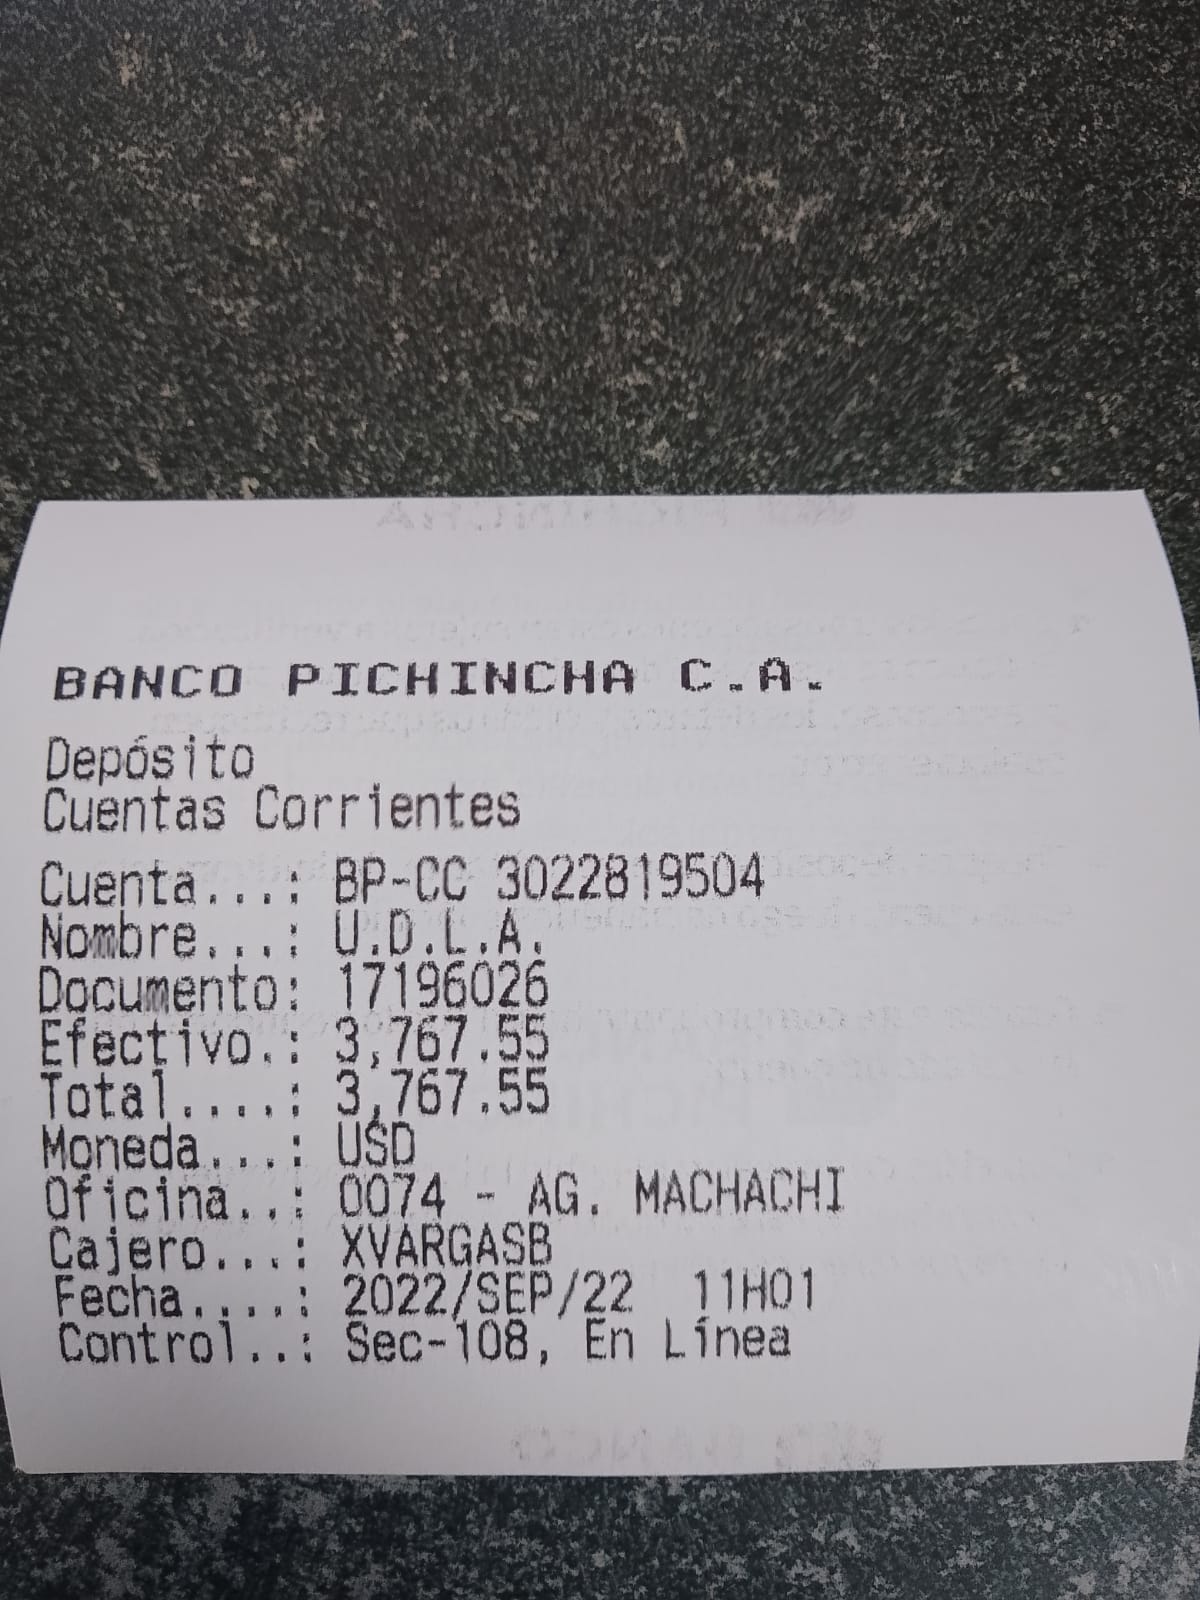 BANCO PICHINCHA C.A.
Depósito
Cuentas Corrientes
Cuenta...: BP-CC 3022819504
Nombre...: U.D.L.A.
Documento: 17196026
Efectivo.: 3,767.55
Total....: 3,767.55
Moneda...: USD
Oficina..: 0074 - AG. MACHACHI
Cajero...: XVARGASB
Fecha....: 2022/SEP/22 11H01
Control..: Sec-108, En Línea